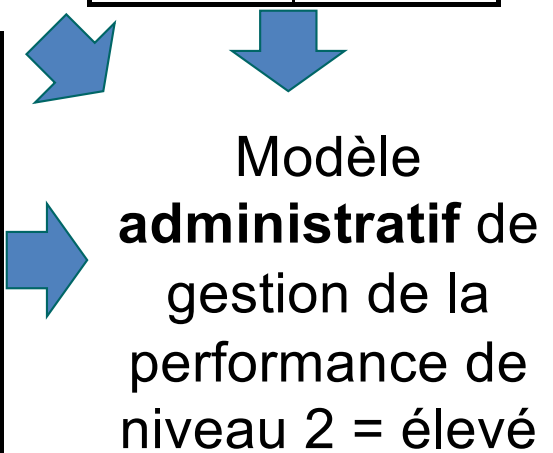 Modèle
administratif de
gestion de la
performance de
niveau 2 = élevé